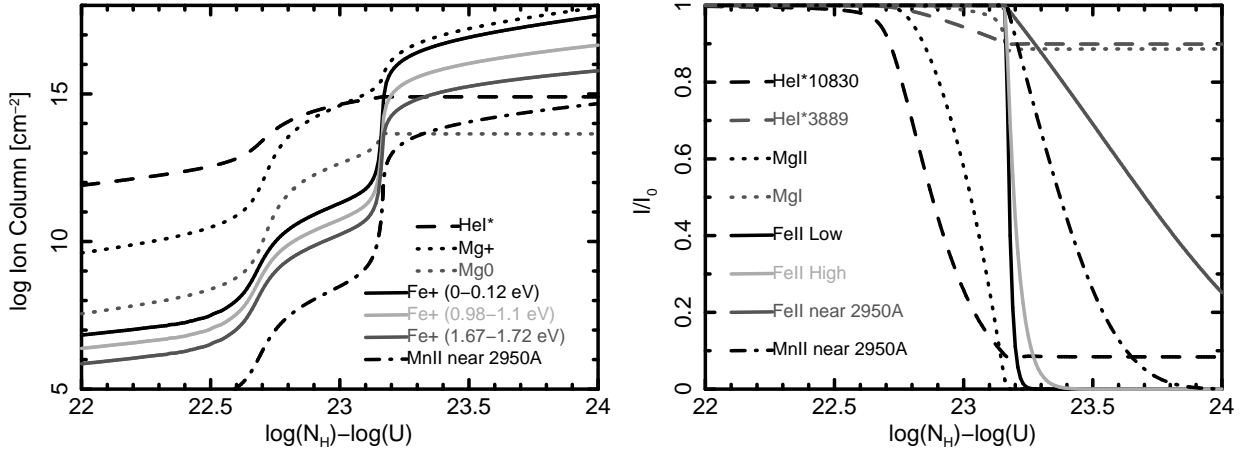 log Ion Column [cm⁻²]
15
10
5
HeI*
Mg+
Mg0
Fe+ (0−0.12 eV)
Fe+ (0.98−1.1 eV)
Fe+ (1.67−1.72 eV)
MnII near 2950A
22 22.5 23 23.5 24
log(N_H)−log(U)
I/I₀
1
0.8
0.6
0.4
0.2
0
HeI*10830
HeI*3889
MgII
MgI
FeII Low
FeII High
FeII near 2950A
MnII near 2950A
22 22.5 23 23.5 24
log(N_H)−log(U)